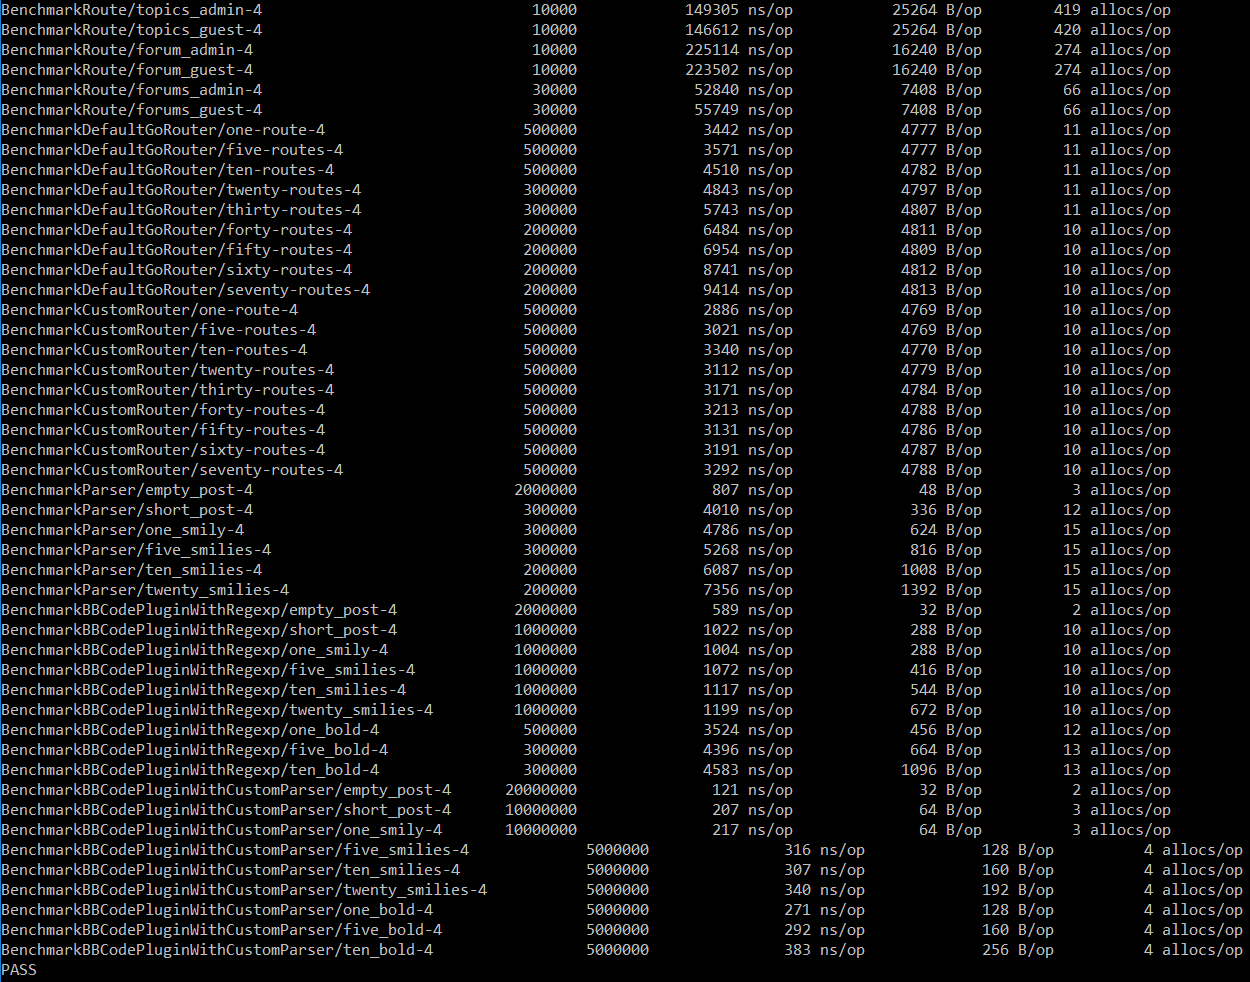 BenchmarkRoute/topics_admin-4 10000 149305 ns/op 25264 B/op 419 allocs/op
BenchmarkRoute/topics_guest-4 10000 146612 ns/op 25264 B/op 420 allocs/op
BenchmarkRoute/forum_admin-4 10000 225114 ns/op 16240 B/op 274 allocs/op
BenchmarkRoute/forum_guest-4 10000 223502 ns/op 16240 B/op 274 allocs/op
BenchmarkRoute/forums_admin-4 30000 52840 ns/op 7408 B/op 66 allocs/op
BenchmarkRoute/forums_guest-4 30000 55749 ns/op 7408 B/op 66 allocs/op
BenchmarkDefaultGoRouter/one-route-4 500000 3442 ns/op 4777 B/op 11 allocs/op
BenchmarkDefaultGoRouter/five-routes-4 500000 3571 ns/op 4777 B/op 11 allocs/op
BenchmarkDefaultGoRouter/ten-routes-4 500000 4510 ns/op 4782 B/op 11 allocs/op
BenchmarkDefaultGoRouter/twenty-routes-4 300000 4843 ns/op 4797 B/op 11 allocs/op
BenchmarkDefaultGoRouter/thirty-routes-4 300000 5743 ns/op 4807 B/op 11 allocs/op
BenchmarkDefaultGoRouter/forty-routes-4 200000 6484 ns/op 4811 B/op 10 allocs/op
BenchmarkDefaultGoRouter/fifty-routes-4 200000 6954 ns/op 4809 B/op 10 allocs/op
BenchmarkDefaultGoRouter/sixty-routes-4 200000 8741 ns/op 4812 B/op 10 allocs/op
BenchmarkDefaultGoRouter/seventy-routes-4 200000 9414 ns/op 4813 B/op 10 allocs/op
BenchmarkCustomRouter/one-route-4 500000 2886 ns/op 4769 B/op 10 allocs/op
BenchmarkCustomRouter/five-routes-4 500000 3021 ns/op 4769 B/op 10 allocs/op
BenchmarkCustomRouter/ten-routes-4 500000 3340 ns/op 4770 B/op 10 allocs/op
BenchmarkCustomRouter/twenty-routes-4 500000 3112 ns/op 4779 B/op 10 allocs/op
BenchmarkCustomRouter/thirty-routes-4 500000 3171 ns/op 4784 B/op 10 allocs/op
BenchmarkCustomRouter/forty-routes-4 500000 3213 ns/op 4788 B/op 10 allocs/op
BenchmarkCustomRouter/fifty-routes-4 500000 3131 ns/op 4786 B/op 10 allocs/op
BenchmarkCustomRouter/sixty-routes-4 500000 3191 ns/op 4787 B/op 10 allocs/op
BenchmarkCustomRouter/seventy-routes-4 500000 3292 ns/op 4788 B/op 10 allocs/op
BenchmarkParser/empty_post-4 2000000 807 ns/op 48 B/op 3 allocs/op
BenchmarkParser/short_post-4 300000 4010 ns/op 336 B/op 12 allocs/op
BenchmarkParser/one_smily-4 300000 4786 ns/op 624 B/op 15 allocs/op
BenchmarkParser/five_smilies-4 300000 5268 ns/op 816 B/op 15 allocs/op
BenchmarkParser/ten_smilies-4 200000 6087 ns/op 1008 B/op 15 allocs/op
BenchmarkParser/twenty_smilies-4 200000 7356 ns/op 1392 B/op 15 allocs/op
BenchmarkBBCodePluginWithRegexp/empty_post-4 2000000 589 ns/op 32 B/op 2 allocs/op
BenchmarkBBCodePluginWithRegexp/short_post-4 1000000 1022 ns/op 288 B/op 10 allocs/op
BenchmarkBBCodePluginWithRegexp/one_smily-4 1000000 1004 ns/op 288 B/op 10 allocs/op
BenchmarkBBCodePluginWithRegexp/five_smilies-4 1000000 1072 ns/op 416 B/op 10 allocs/op
BenchmarkBBCodePluginWithRegexp/ten_smilies-4 1000000 1117 ns/op 544 B/op 10 allocs/op
BenchmarkBBCodePluginWithRegexp/twenty_smilies-4 1000000 1199 ns/op 672 B/op 10 allocs/op
BenchmarkBBCodePluginWithRegexp/one_bold-4 500000 3524 ns/op 456 B/op 12 allocs/op
BenchmarkBBCodePluginWithRegexp/five_bold-4 300000 4396 ns/op 664 B/op 13 allocs/op
BenchmarkBBCodePluginWithRegexp/ten_bold-4 300000 4583 ns/op 1096 B/op 13 allocs/op
BenchmarkBBCodePluginWithCustomParser/empty_post-4 20000000 121 ns/op 32 B/op 2 allocs/op
BenchmarkBBCodePluginWithCustomParser/short_post-4 10000000 207 ns/op 64 B/op 3 allocs/op
BenchmarkBBCodePluginWithCustomParser/one_smily-4 10000000 217 ns/op 64 B/op 3 allocs/op
BenchmarkBBCodePluginWithCustomParser/five_smilies-4 5000000 316 ns/op 128 B/op 4 allocs/op
BenchmarkBBCodePluginWithCustomParser/ten_smilies-4 5000000 307 ns/op 160 B/op 4 allocs/op
BenchmarkBBCodePluginWithCustomParser/twenty_smilies-4 5000000 340 ns/op 192 B/op 4 allocs/op
BenchmarkBBCodePluginWithCustomParser/one_bold-4 5000000 271 ns/op 128 B/op 4 allocs/op
BenchmarkBBCodePluginWithCustomParser/five_bold-4 5000000 292 ns/op 160 B/op 4 allocs/op
BenchmarkBBCodePluginWithCustomParser/ten_bold-4 5000000 383 ns/op 256 B/op 4 allocs/op
PASS